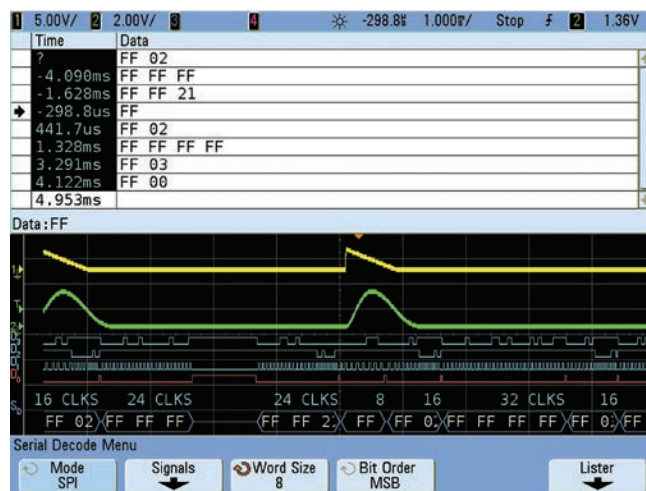 1 5.00V/ 2 2.00V/ 3 4 -298.8us 1.000ms/ Stop 2 1.36V
Time Data
? FF 02
-4.090ms FF FF FF
-1.628ms FF FF 21
-298.8us FF
441.7us FF 02
1.328ms FF FF FF FF
3.291ms FF 03
4.122ms FF 00
4.953ms
Data:FF
16 CLKS 24 CLKS 24 CLKS 8 16 32 CLKS 16
FF 02 FF FF FF FF FF FF FF FF FF FF FF FF
Serial Decode Menu
Mode Signals Word Size Bit Order Lister
SPI 8 MSB